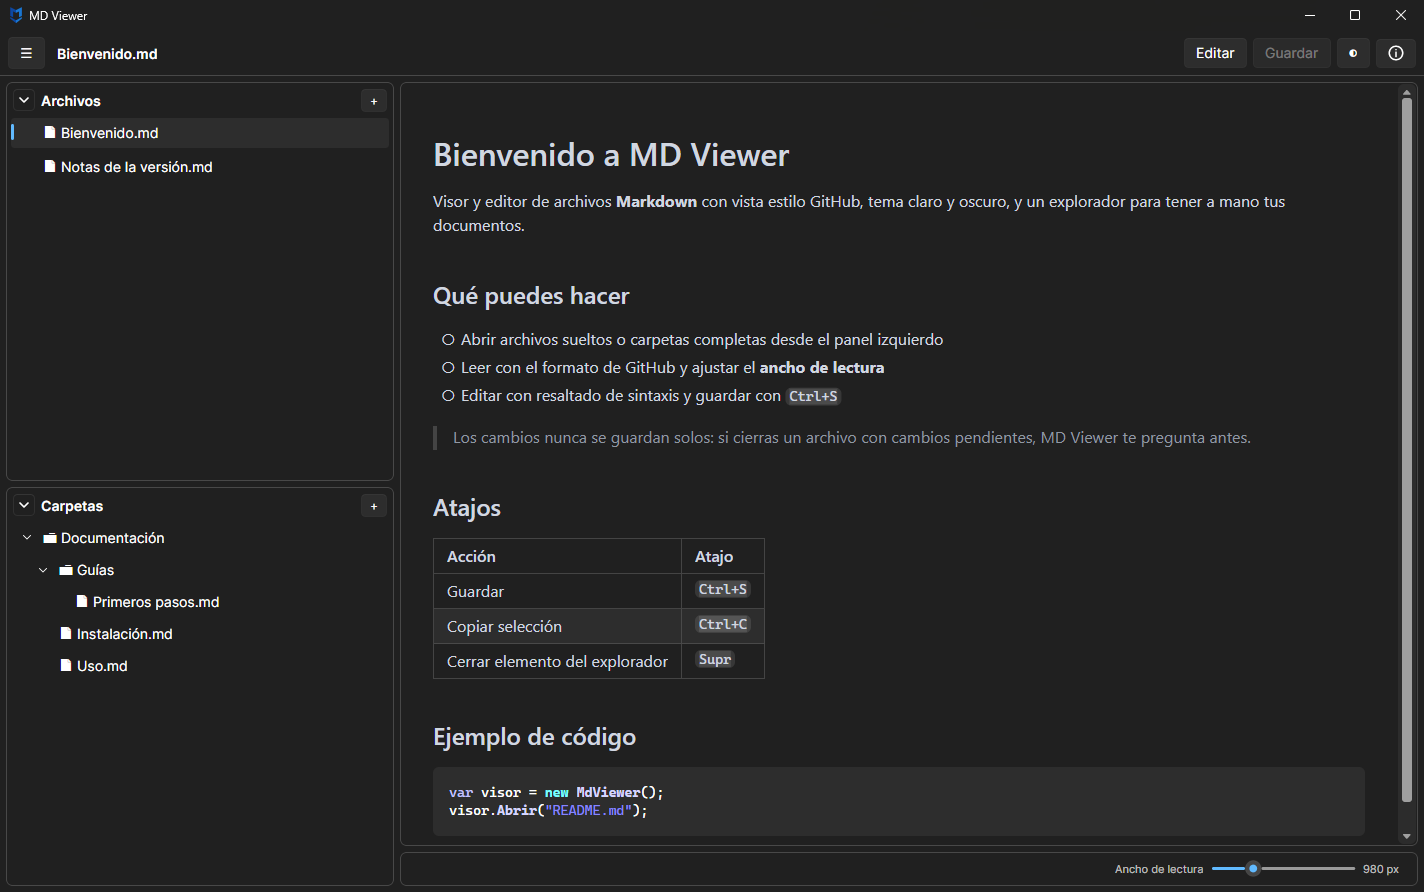 MD Viewer
Bienvenido.md
Editar
Guardar
Archivos
+
Bienvenido.md
Notas de la versión.md
Carpetas
+
Documentación
Guías
Primeros pasos.md
Instalación.md
Uso.md
Bienvenido a MD Viewer
Visor y editor de archivos Markdown con vista estilo GitHub, tema claro y oscuro, y un explorador para tener a mano tus
documentos.
Qué puedes hacer
Abrir archivos sueltos o carpetas completas desde el panel izquierdo
Leer con el formato de GitHub y ajustar el ancho de lectura
Editar con resaltado de sintaxis y guardar con Ctrl+S
Los cambios nunca se guardan solos: si cierras un archivo con cambios pendientes, MD Viewer te pregunta antes.
Atajos
Acción Atajo
Guardar Ctrl+S
Copiar selección Ctrl+C
Cerrar elemento del explorador Supr
Ejemplo de código
var visor = new MdViewer();
visor.Abrir("README.md");
Ancho de lectura 980 px